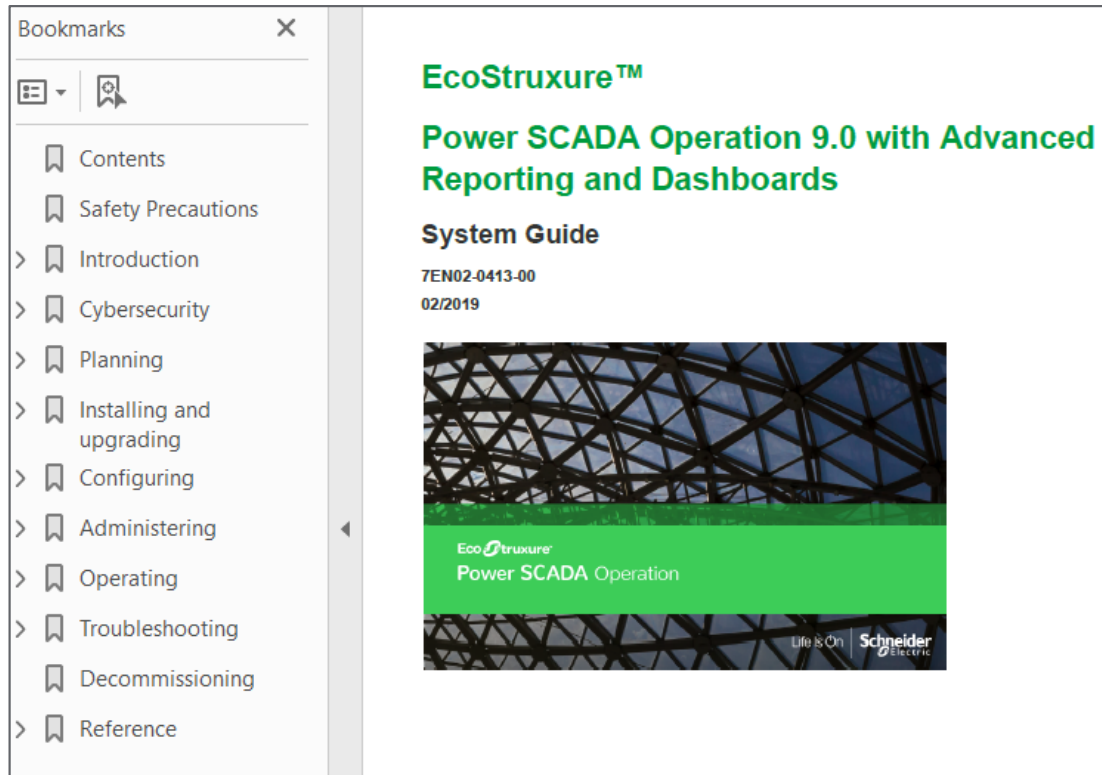 Bookmarks
Contents
Safety Precautions
Introduction
Cybersecurity
Planning
Installing and
upgrading
Configuring
Administering
Operating
Troubleshooting
Decommissioning
Reference
EcoStruxure™
Power SCADA Operation 9.0 with Advanced
Reporting and Dashboards
System Guide
7EN02-0413-00
02/2019
EcoStruxure™
Power SCADA Operation
Life Is On | Schneider
Electric